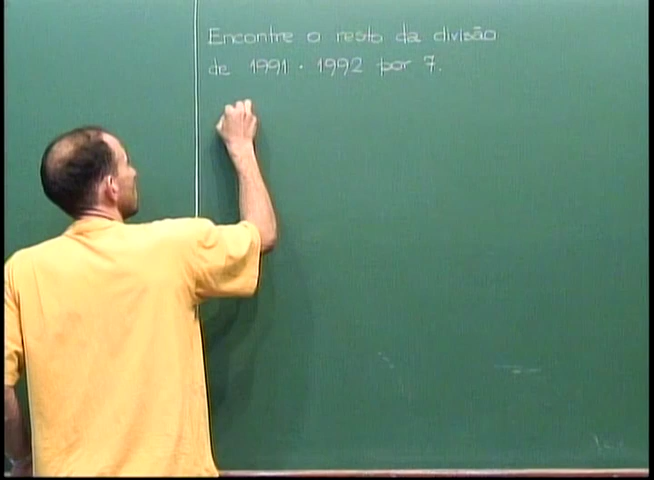 Encontre o resto da divisão
de 1991 · 1992 por 7.